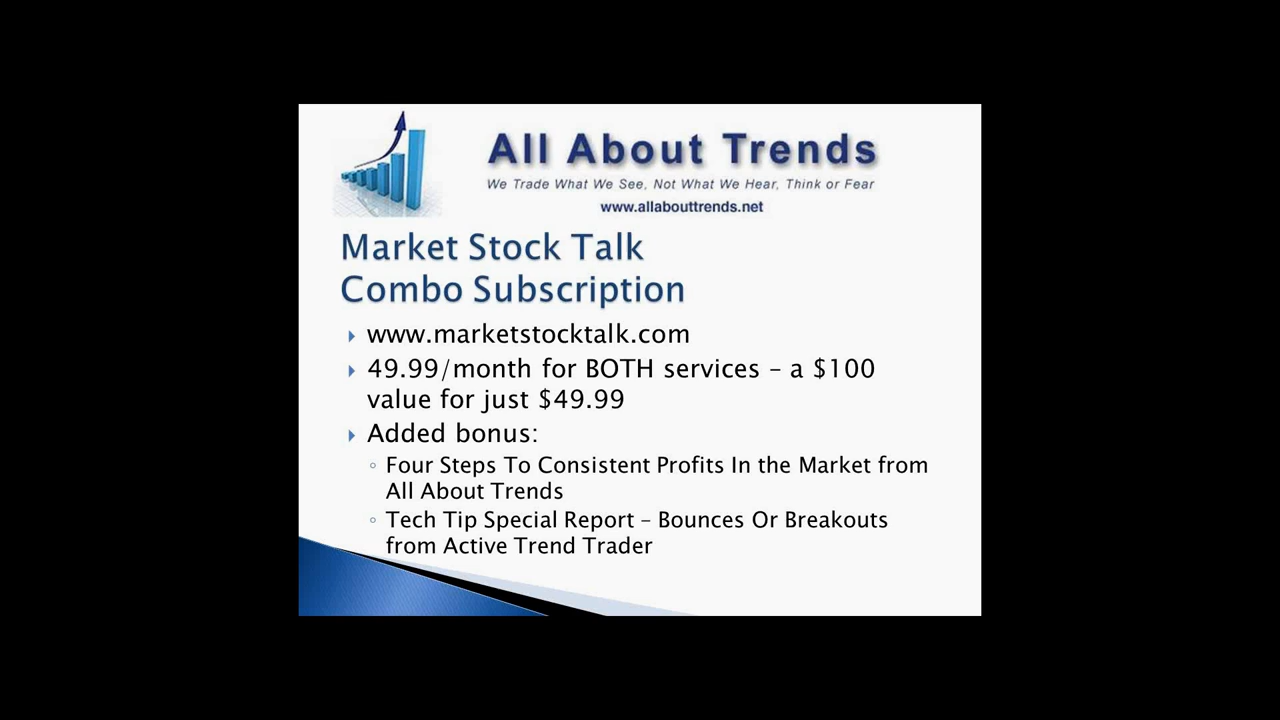 All About Trends
We Trade What We See, Not What We Hear, Think or Fear
www.allabouttrends.net
Market Stock Talk
Combo Subscription
www.marketstocktalk.com
49.99/month for BOTH services – a $100
value for just $49.99
Added bonus:
Four Steps To Consistent Profits In the Market from
All About Trends
Tech Tip Special Report – Bounces Or Breakouts
from Active Trend Trader